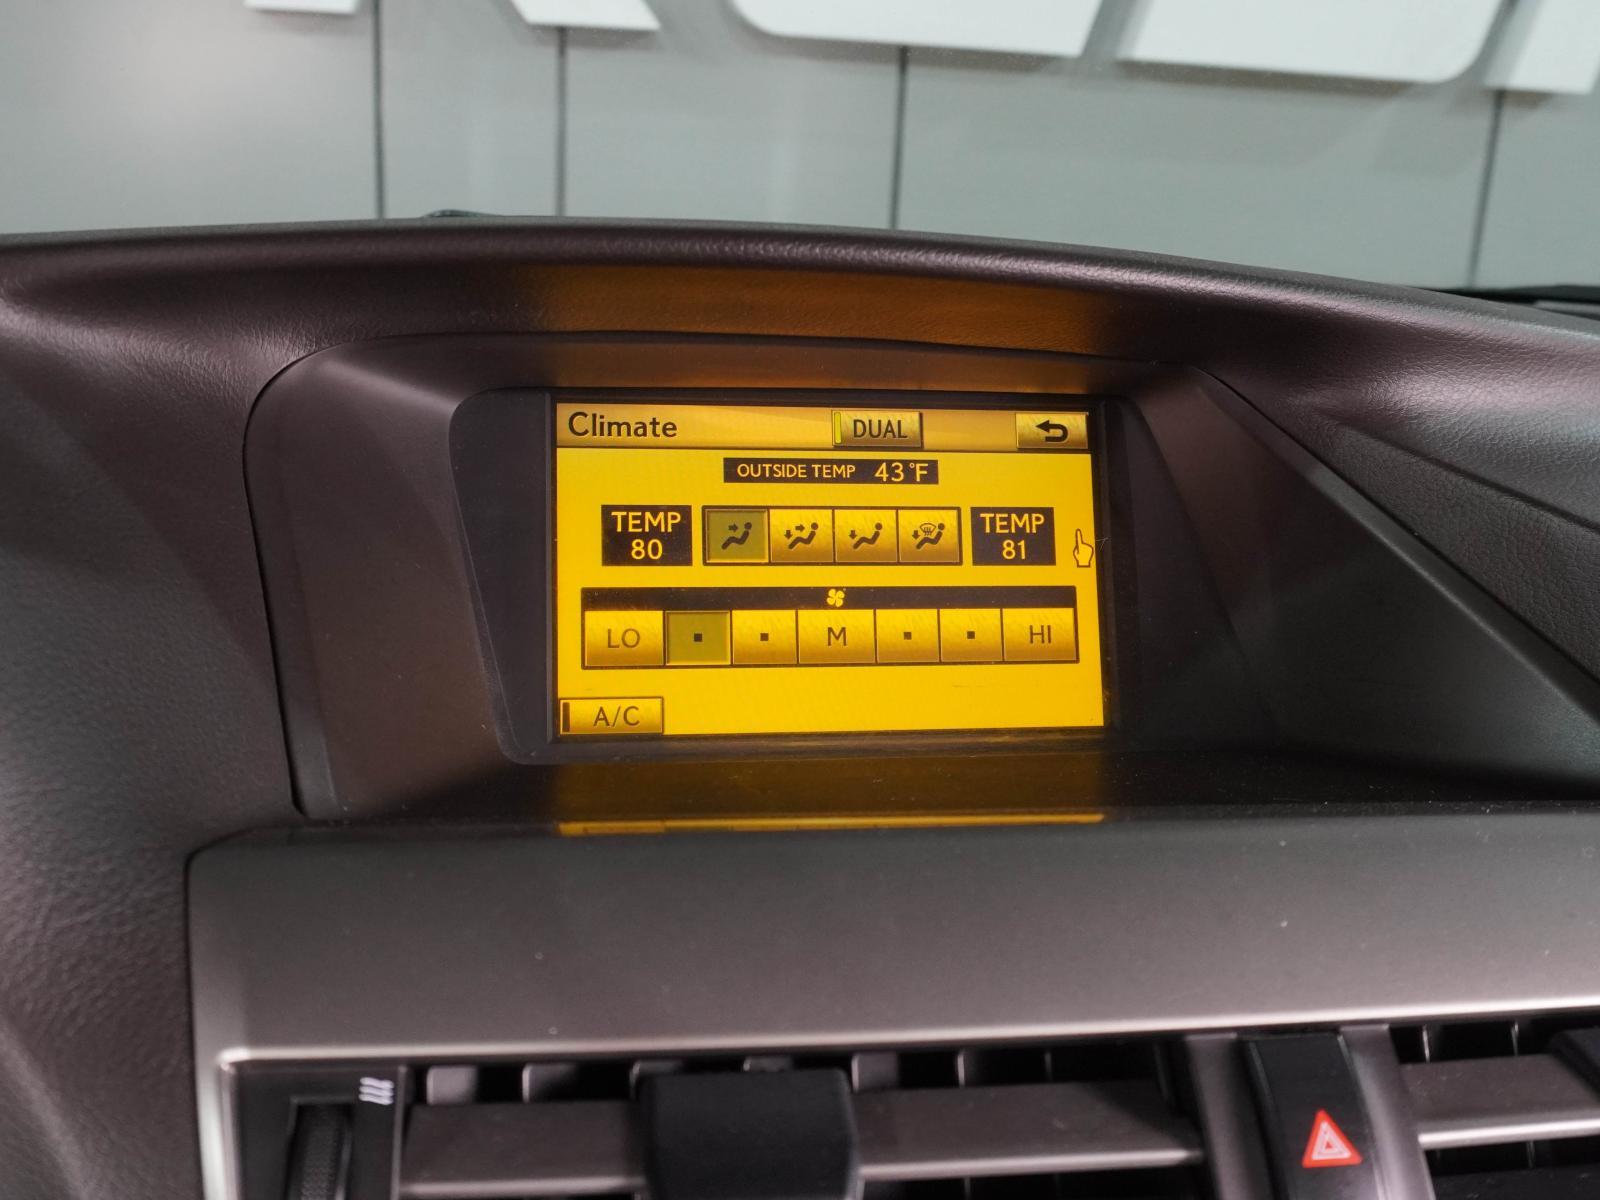 Climate DUAL
OUTSIDE TEMP 43°F
TEMP TEMP
80 81
LO M HI
A/C